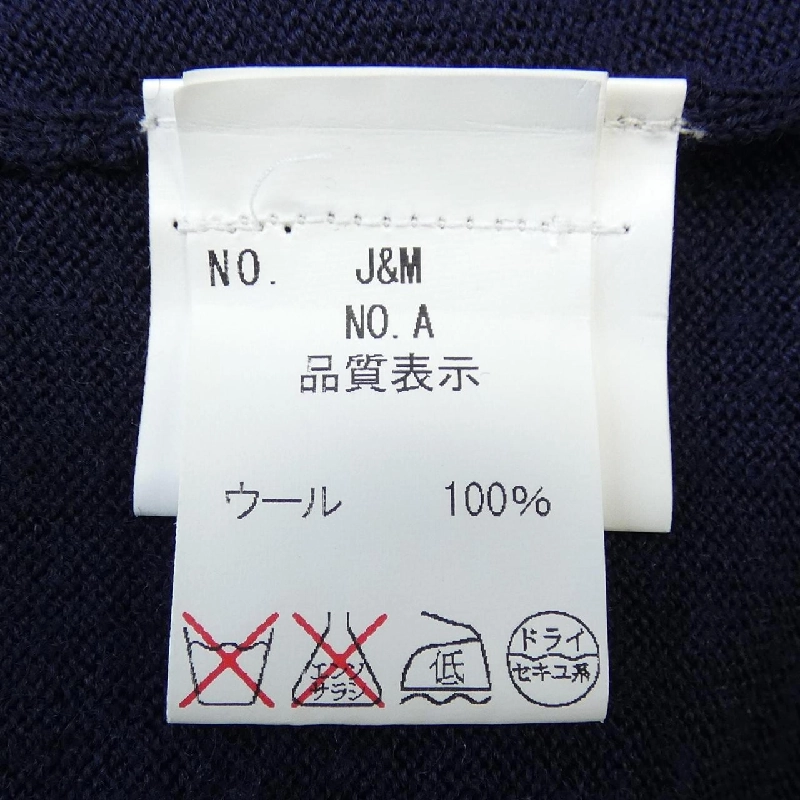 NO. J&M
NO.A
品質表示
ウール 100%
エンソ
サラシ
低
ドライ
セキユ系